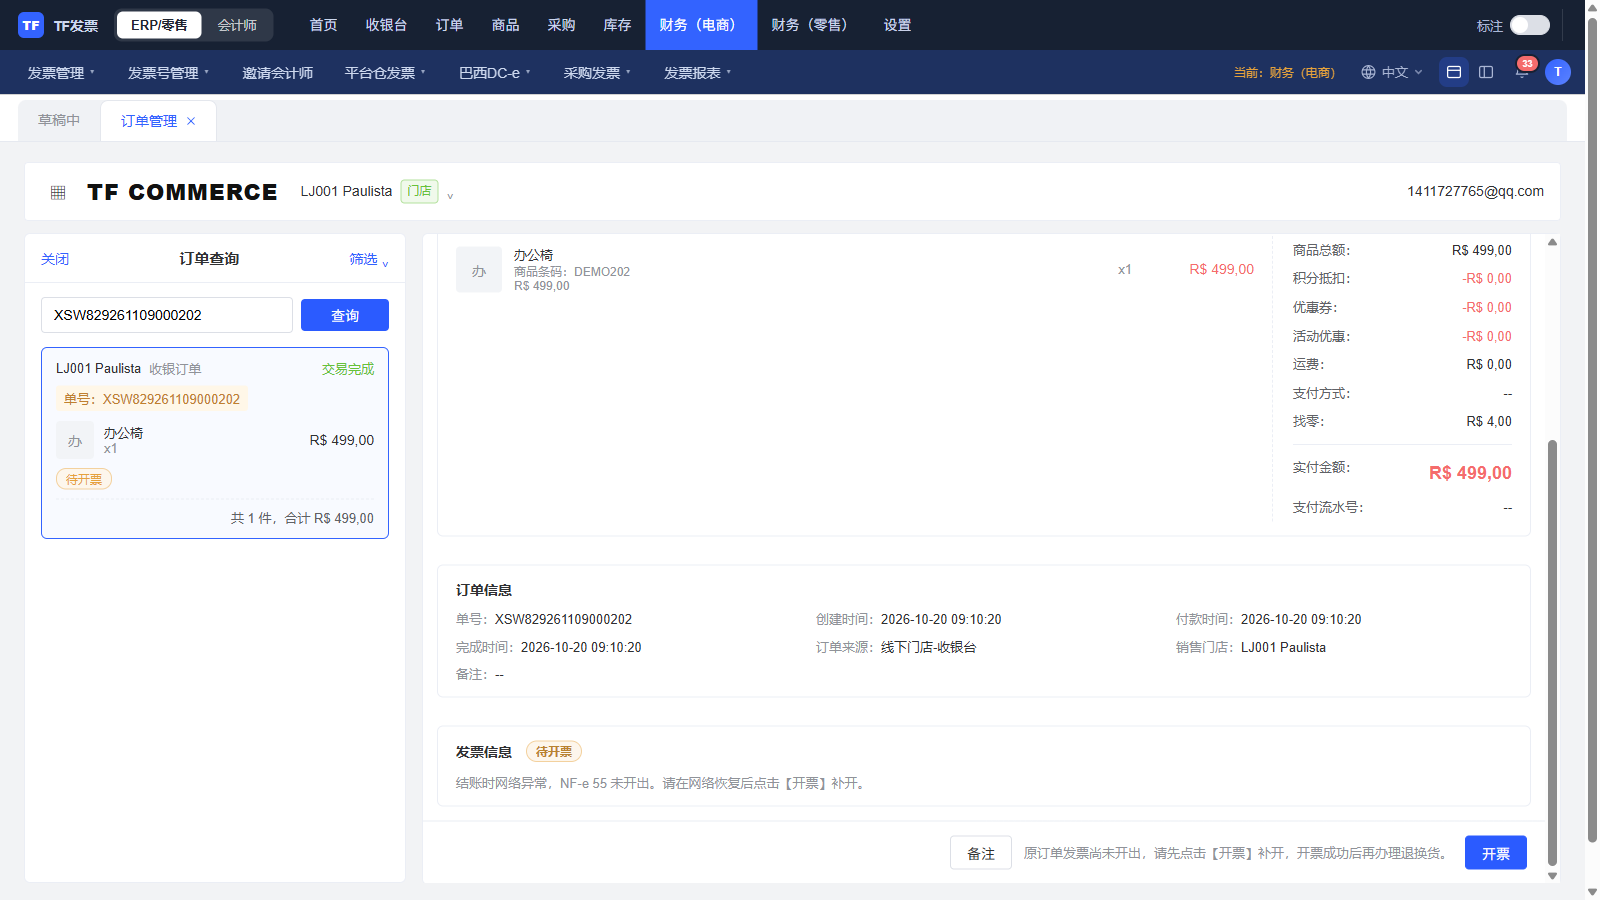 TF TF发票 ERP/零售 会计师 首页 收银台 订单 商品 采购 库存 财务（电商） 财务（零售） 设置 标注
发票管理 发票号管理 邀请会计师 平台仓发票 巴西DC-e 采购发票 发票报表 当前：财务（电商） 中文 33 T
草稿中 订单管理 ×
TF COMMERCE LJ001 Paulista 门店 1411727765@qq.com
关闭 订单查询 筛选
XSW829261109000202 查询
LJ001 Paulista 收银订单 交易完成
单号：XSW829261109000202
办 办公椅 R$ 499,00
x1
待开票
共 1 件，合计 R$ 499,00
办 办公椅 x1 R$ 499,00
商品条码：DEMO202
R$ 499,00
商品总额： R$ 499,00
积分抵扣： -R$ 0,00
优惠券： -R$ 0,00
活动优惠： -R$ 0,00
运费： R$ 0,00
支付方式： --
找零： R$ 4,00
实付金额： R$ 499,00
支付流水号： --
订单信息
单号：XSW829261109000202 创建时间：2026-10-20 09:10:20 付款时间：2026-10-20 09:10:20
完成时间：2026-10-20 09:10:20 订单来源：线下门店-收银台 销售门店：LJ001 Paulista
备注：--
发票信息 待开票
结账时网络异常，NF-e 55 未开出。请在网络恢复后点击【开票】补开。
备注 原订单发票尚未开出，请先点击【开票】补开，开票成功后再办理退换货。 开票